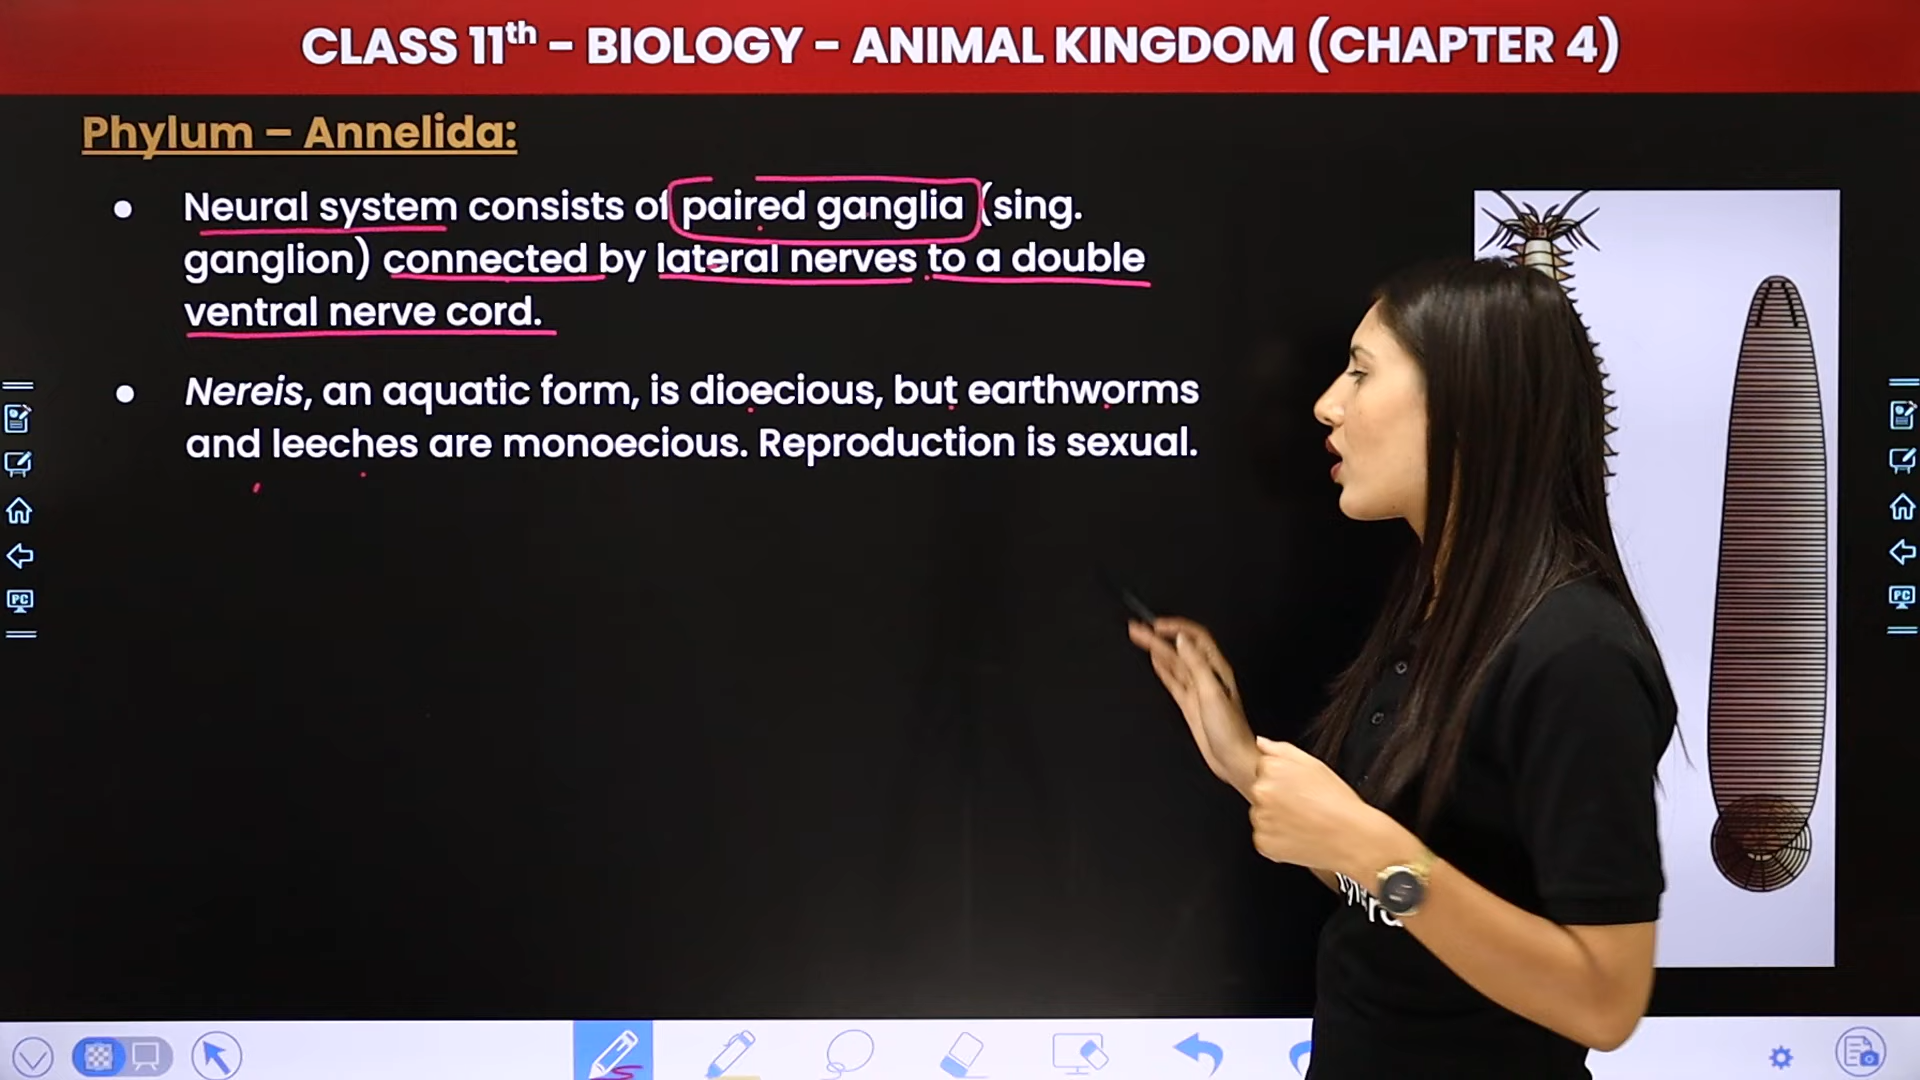 CLASS 11th - BIOLOGY - ANIMAL KINGDOM (CHAPTER 4)
Phylum – Annelida:
• Neural system consists of paired ganglia (sing.
ganglion) connected by lateral nerves to a double
ventral nerve cord.
• Nereis, an aquatic form, is dioecious, but earthworms
and leeches are monoecious. Reproduction is sexual.
PC
PC